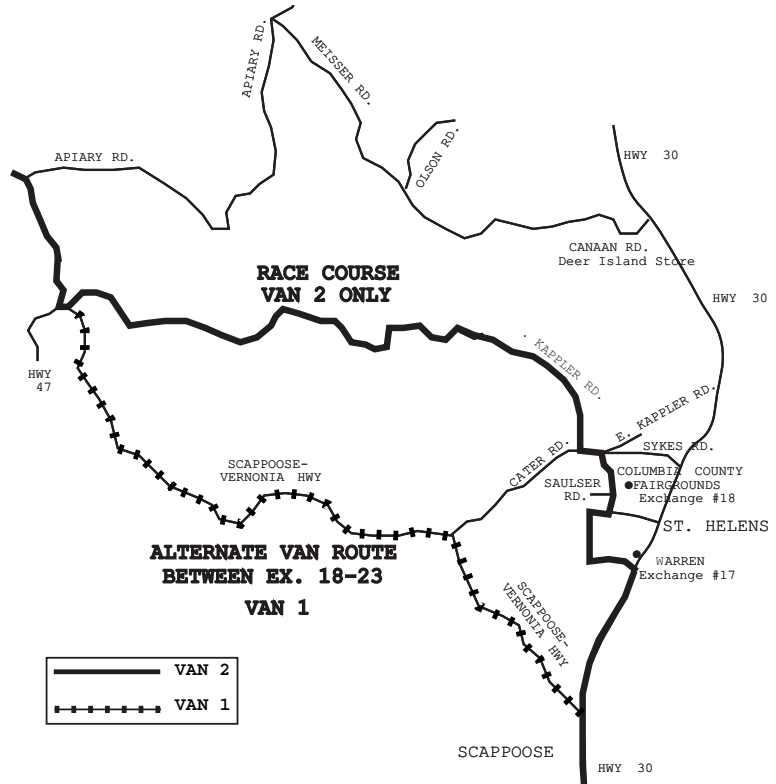 APIARY RD.
MEISSER RD.
OLSON RD.
APIARY RD.
HWY 30
CANAAN RD.
Deer Island Store
RACE COURSE
VAN 2 ONLY
HWY 30
HWY
47
KAPPLER RD.
E. KAPPLER RD.
SYKES RD.
CATER RD.
SCAPPOOSE-
VERNONIA HWY
COLUMBIA COUNTY
FAIRGROUNDS
Exchange #18
SAULSER
RD.
ST. HELENS
ALTERNATE VAN ROUTE
BETWEEN EX. 18-23
VAN 1
WARREN
Exchange #17
SCAPPOOSE-
VERNONIA HWY
VAN 2
VAN 1
SCAPPOOSE
HWY 30